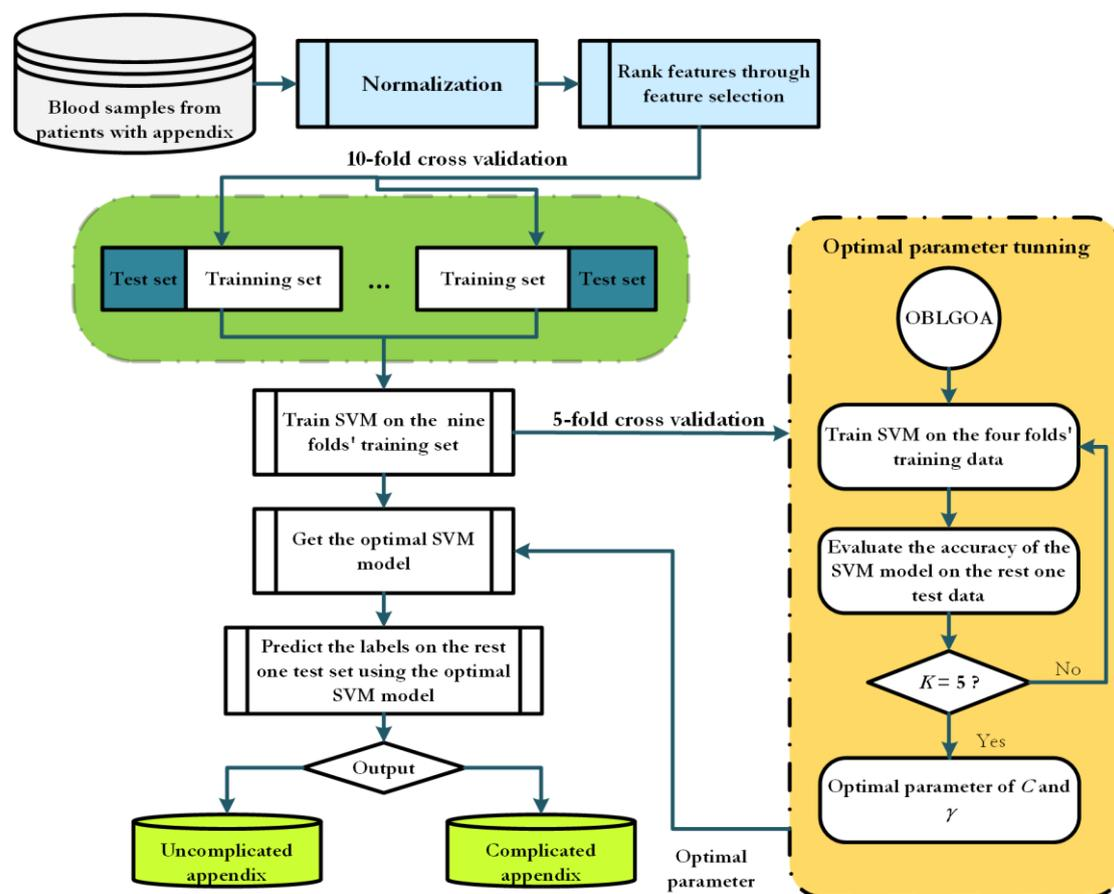 Blood samples from
patients with appendix
Normalization
Rank features through
feature selection
10-fold cross validation
Test set
Trainning set
...
Training set
Test set
Train SVM on the nine
folds' training set
5-fold cross validation
Get the optimal SVM
model
Predict the labels on the rest
one test set using the optimal
SVM model
Output
Uncomplicated
appendix
Complicated
appendix
Optimal
parameter
Optimal parameter tunning
OBLGOA
Train SVM on the four folds'
training data
Evaluate the accuracy of the
SVM model on the rest one
test data
K = 5 ?
No
Yes
Optimal parameter of C and
γ